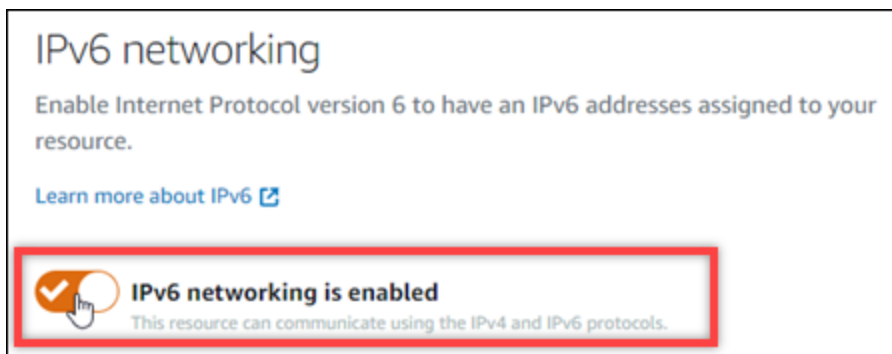 IPv6 networking
Enable Internet Protocol version 6 to have an IPv6 addresses assigned to your
resource.
Learn more about IPv6
IPv6 networking is enabled
This resource can communicate using the IPv4 and IPv6 protocols.